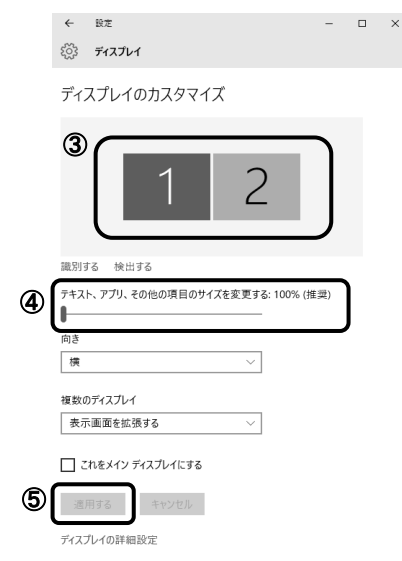 設定
ディスプレイ
ディスプレイのカスタマイズ
③
1 2
識別する 検出する
④
テキスト、アプリ、その他の項目のサイズを変更する: 100% (推奨)
向き
横
複数のディスプレイ
表示画面を拡張する
これをメイン ディスプレイにする
⑤
適用する キャンセル
ディスプレイの詳細設定